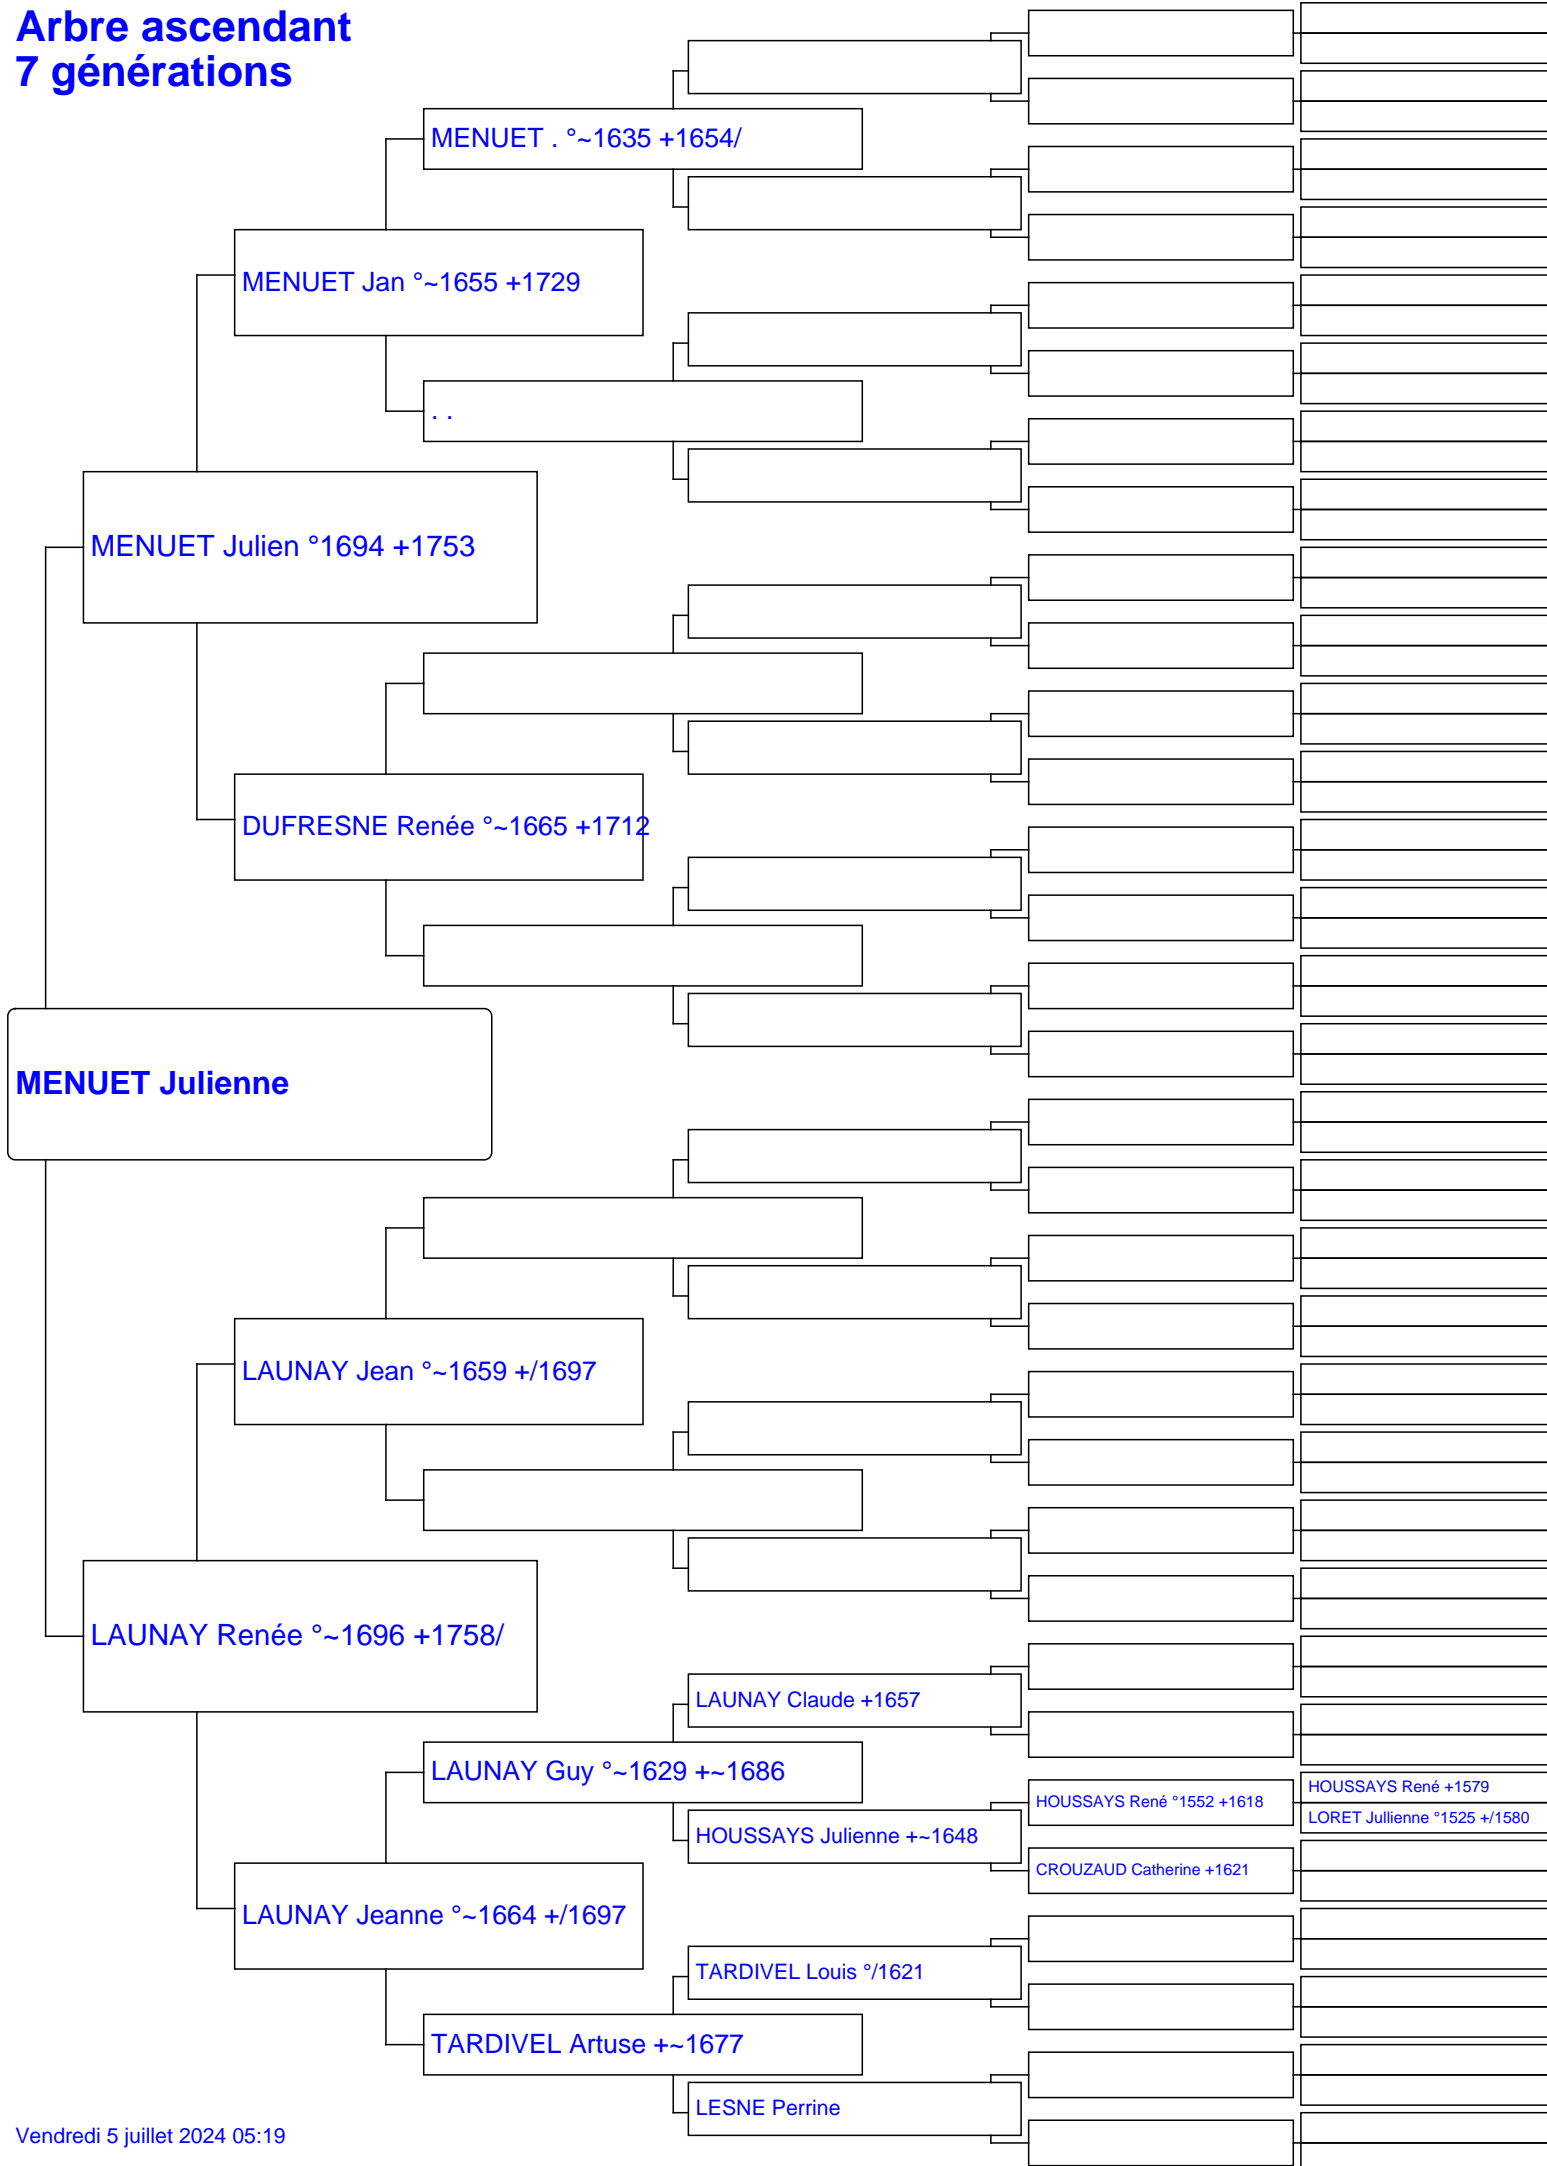 Arbre ascendant
7 générations
MENUET . °~1635 +1654/
MENUET Jan °~1655 +1729
. .
MENUET Julien °1694 +1753
DUFRESNE Renée °~1665 +1712
MENUET Julienne
LAUNAY Jean °~1659 +/1697
LAUNAY Renée °~1696 +1758/
LAUNAY Claude +1657
LAUNAY Guy °~1629 +~1686
HOUSSAYS René +1579
HOUSSAYS René °1552 +1618
LORET Jullienne °1525 +/1580
HOUSSAYS Julienne +~1648
CROUZAUD Catherine +1621
LAUNAY Jeanne °~1664 +/1697
TARDIVEL Louis °/1621
TARDIVEL Artuse +~1677
LESNE Perrine
Vendredi 5 juillet 2024 05:19